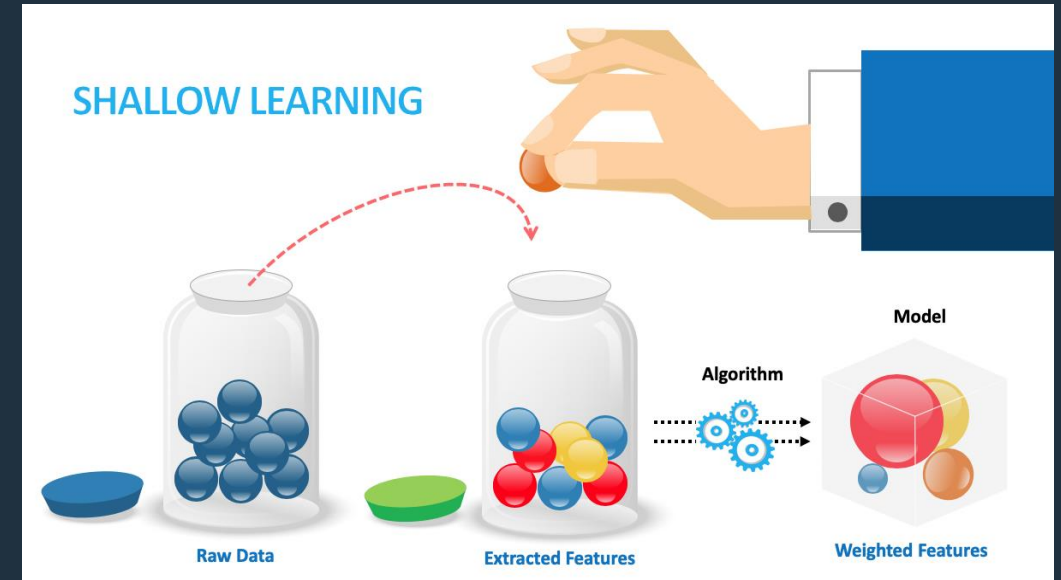 SHALLOW LEARNING
Model
Algorithm
Raw Data
Extracted Features
Weighted Features